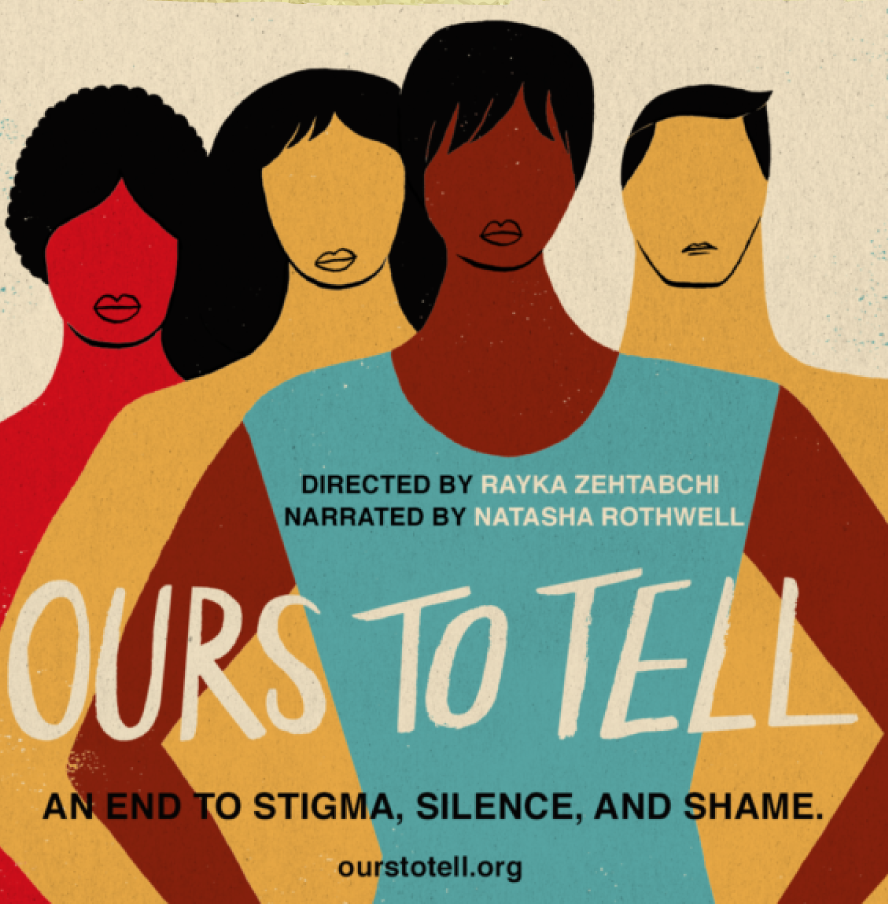 DIRECTED BY RAYKA ZEHTABCHI
NARRATED BY NATASHA ROTHWELL
OURS TO TELL
AN END TO STIGMA, SILENCE, AND SHAME.
ourstotell.org